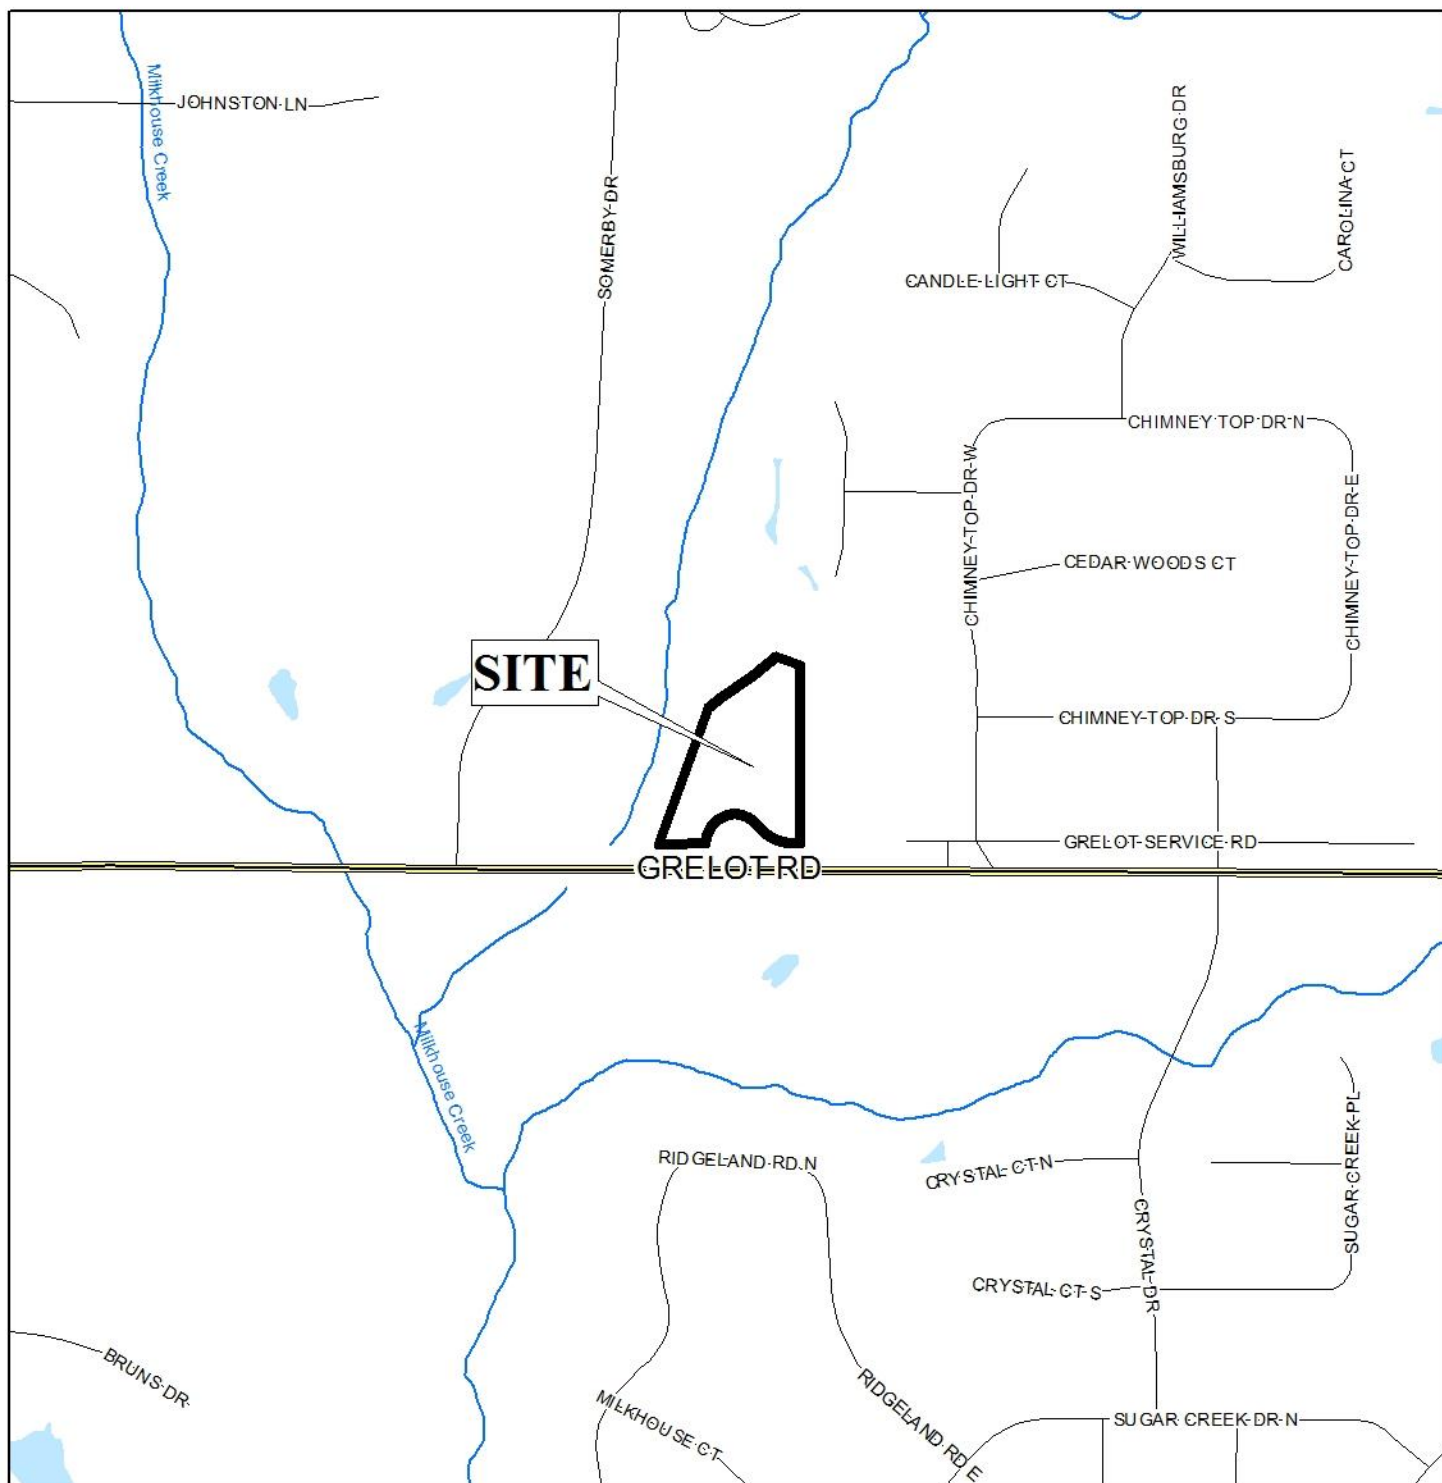 Milkhouse Creek
JOHNSTON LN
SOMERBY DR
WILLIAMSBURG DR
CAROLINA CT
CANDLE LIGHT CT
CHIMNEY TOP DR N
CHIMNEY TOP DR W
CHIMNEY TOP DR E
CEDAR WOODS CT
SITE
CHIMNEY TOP DR S
GRELOT SERVICE RD
GRELOT RD
Milkhouse Creek
RIDGELAND RD N
CRYSTAL CT N
SUGAR CREEK PL
CRYSTAL DR
CRYSTAL CT S
BRUNS DR
MILKHOUSE CT
RIDGELAND RD E
SUGAR CREEK DR N